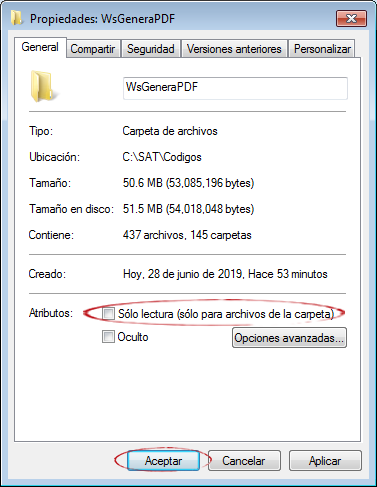 Propiedades: WsGeneraPDF
General Compartir Seguridad Versiones anteriores Personalizar
WsGeneraPDF
Tipo: Carpeta de archivos
Ubicación: C:\SAT\Codigos
Tamaño: 50.6 MB (53,085,196 bytes)
Tamaño en disco: 51.5 MB (54,018,048 bytes)
Contiene: 437 archivos, 145 carpetas
Creado: Hoy, 28 de junio de 2019, Hace 53 minutos
Atributos: Sólo lectura (sólo para archivos de la carpeta)
Oculto Opciones avanzadas...
Aceptar Cancelar Aplicar